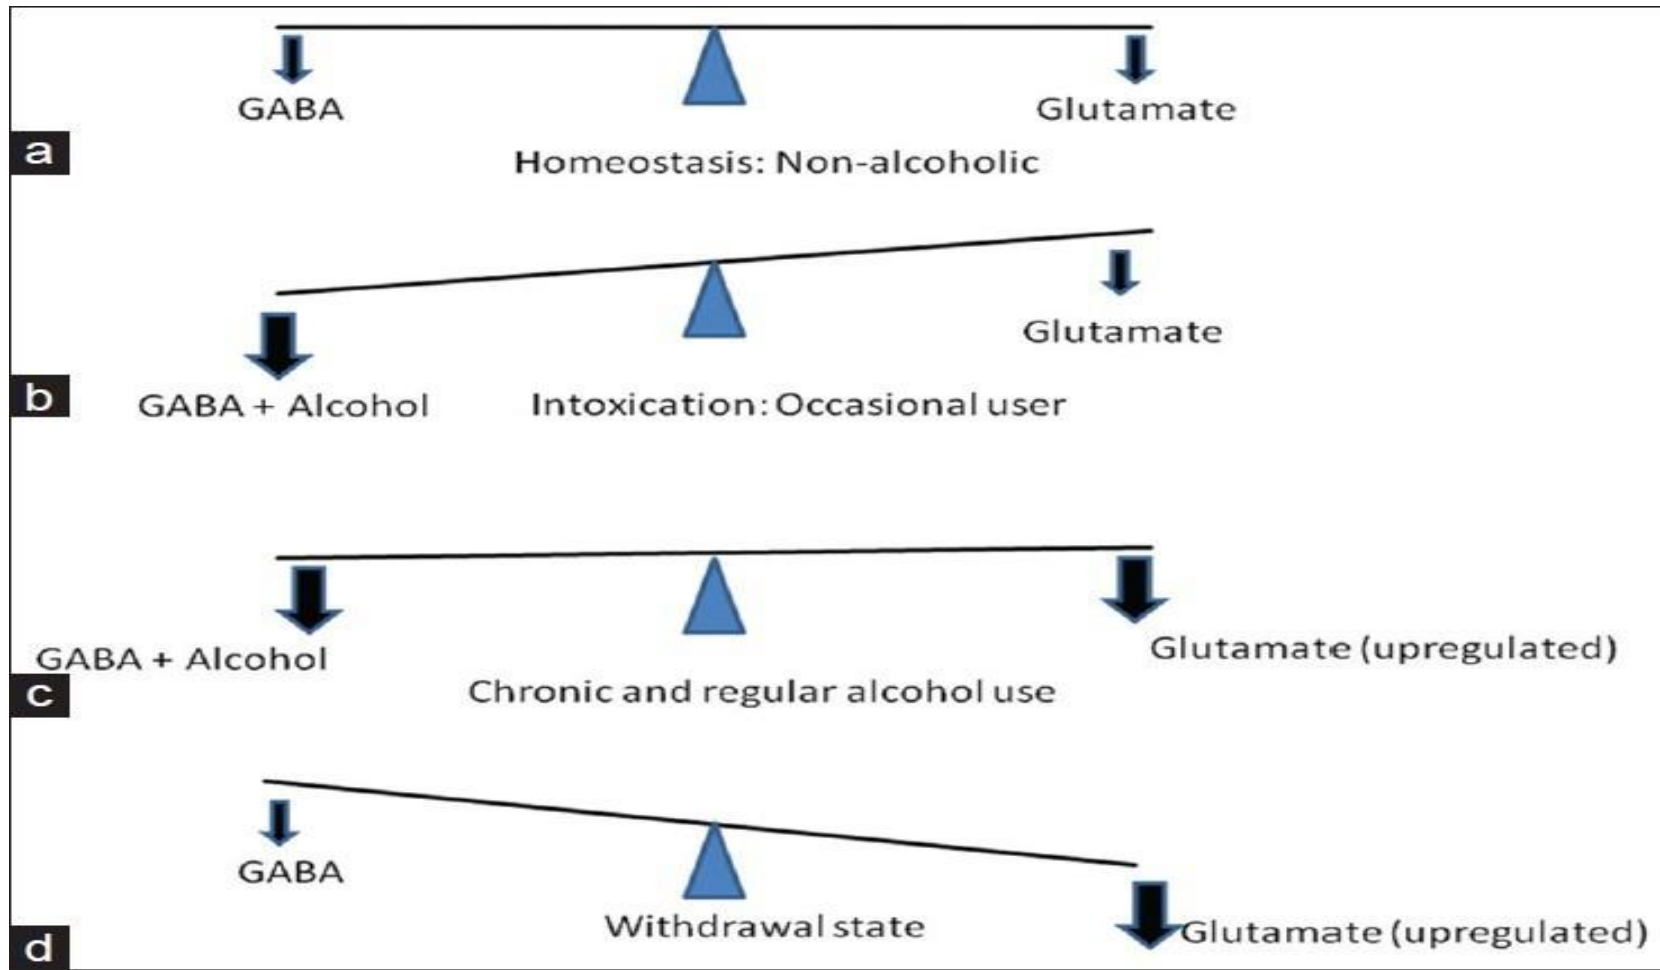 GABA
Glutamate
a
Homeostasis: Non-alcoholic
Glutamate
b
GABA + Alcohol
Intoxication: Occasional user
GABA + Alcohol
Glutamate (upregulated)
c
Chronic and regular alcohol use
GABA
Withdrawal state
Glutamate (upregulated)
d